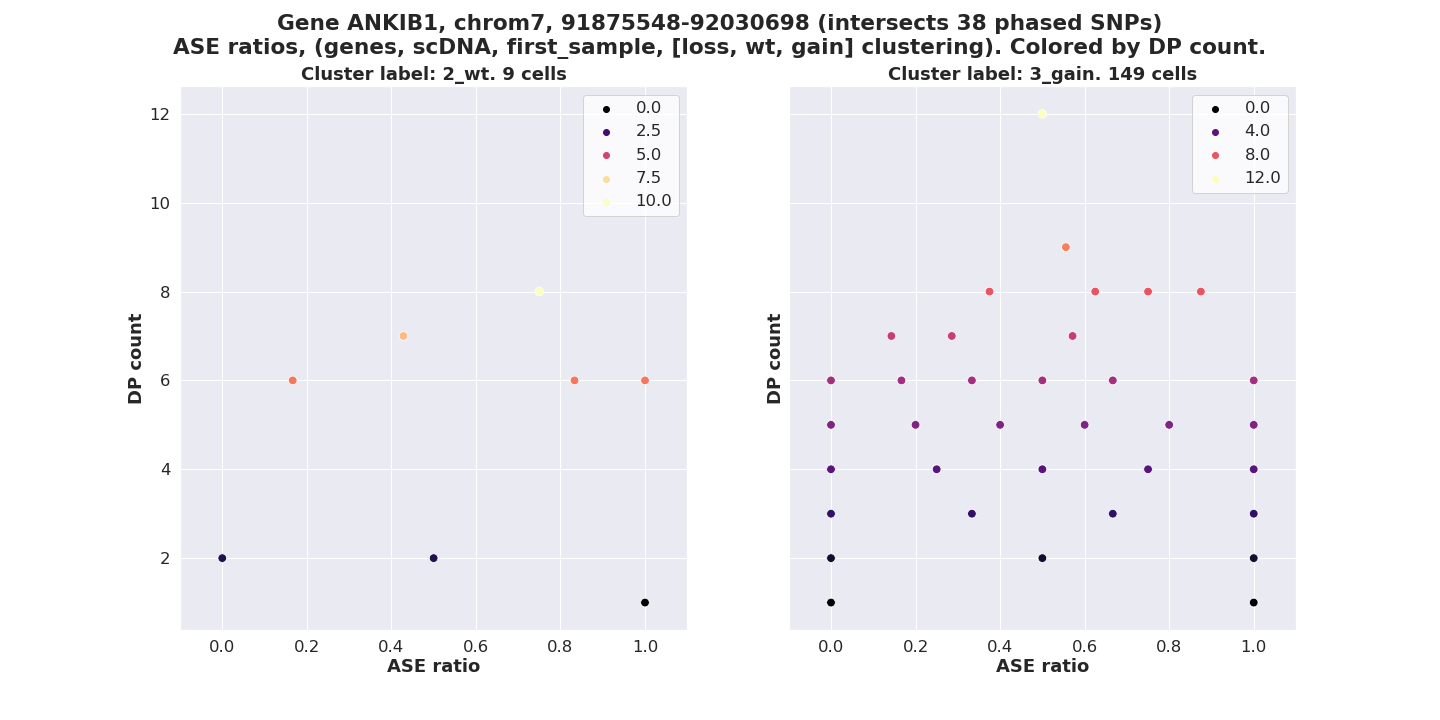 Gene ANKIB1, chrom7, 91875548-92030698 (intersects 38 phased SNPs)
ASE ratios, (genes, scDNA, first_sample, [loss, wt, gain] clustering). Colored by DP count.
Cluster label: 2_wt. 9 cells
0.0
2.5
5.0
7.5
10.0
12
10
8
6
4
2
DP count
0.0 0.2 0.4 0.6 0.8 1.0
ASE ratio
Cluster label: 3_gain. 149 cells
0.0
4.0
8.0
12.0
DP count
0.0 0.2 0.4 0.6 0.8 1.0
ASE ratio